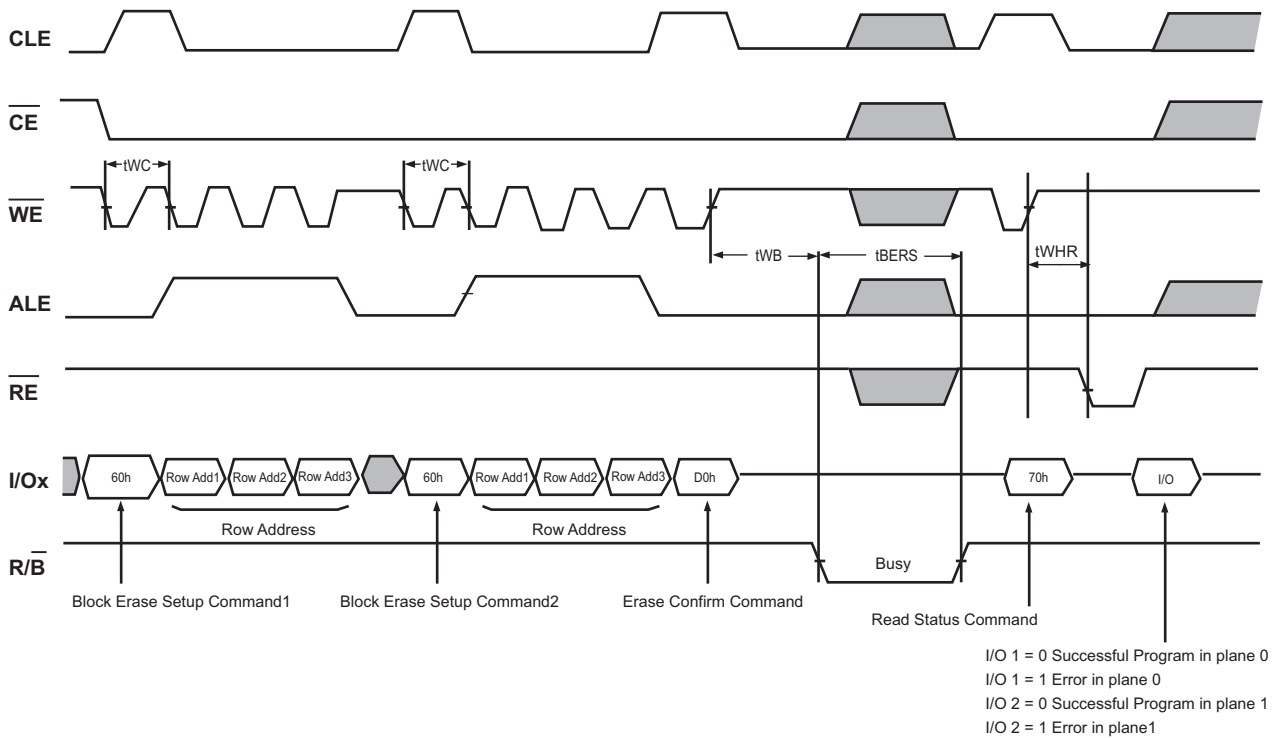 CLE
CE
tWC
tWC
WE
tWB
tBERS
tWHR
ALE
RE
I/Ox
60h
Row Add1
Row Add2
Row Add3
60h
Row Add1
Row Add2
Row Add3
D0h
70h
I/O
Row Address
Row Address
R/B
Busy
Block Erase Setup Command1
Block Erase Setup Command2
Erase Confirm Command
Read Status Command
I/O 1 = 0 Successful Program in plane 0
I/O 1 = 1 Error in plane 0
I/O 2 = 0 Successful Program in plane 1
I/O 2 = 1 Error in plane1